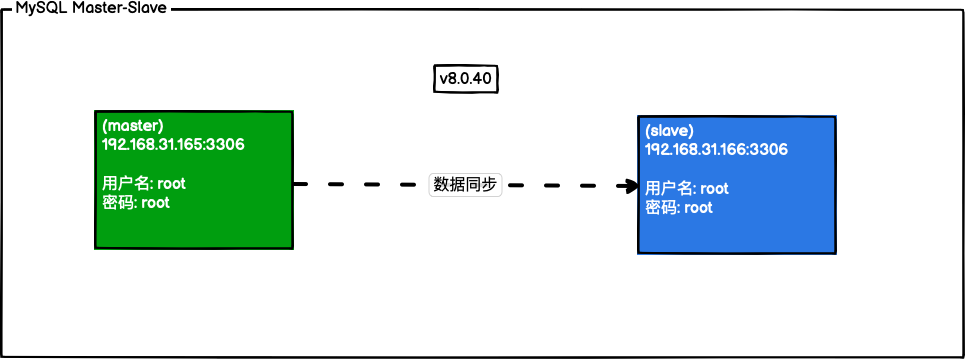 MySQL Master-Slave
v8.0.40
(master)
192.168.31.165:3306
用户名: root
密码: root
数据同步
(slave)
192.168.31.166:3306
用户名: root
密码: root